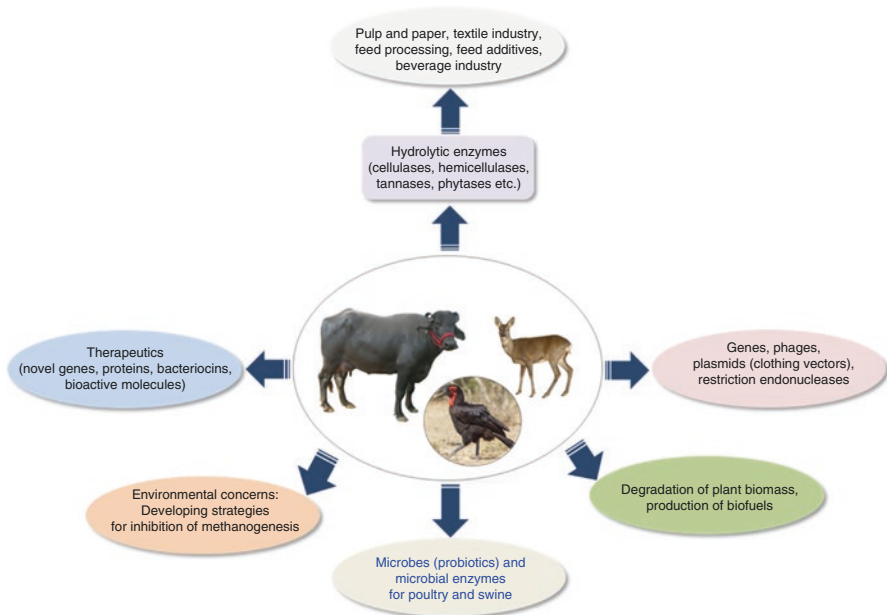 Pulp and paper, textile industry,
feed processing, feed additives,
beverage industry
Hydrolytic enzymes
(cellulases, hemicellulases,
tannases, phytases etc.)
Therapeutics
(novel genes, proteins, bacteriocins,
bioactive molecules)
Genes, phages,
plasmids (clothing vectors),
restriction endonucleases
Environmental concerns:
Developing strategies
for inhibition of methanogenesis
Degradation of plant biomass,
production of biofuels
Microbes (probiotics) and
microbial enzymes
for poultry and swine